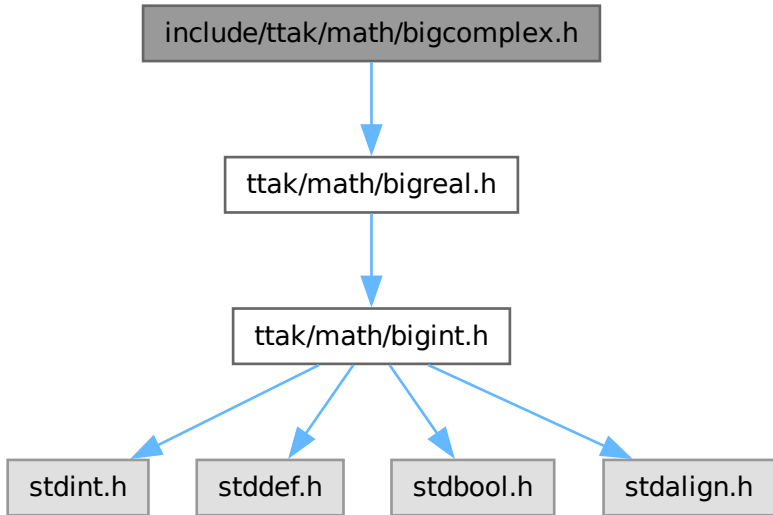 include/ttak/math/bigcomplex.h
ttak/math/bigreal.h
ttak/math/bigint.h
stdint.h
stddef.h
stdbool.h
stdalign.h